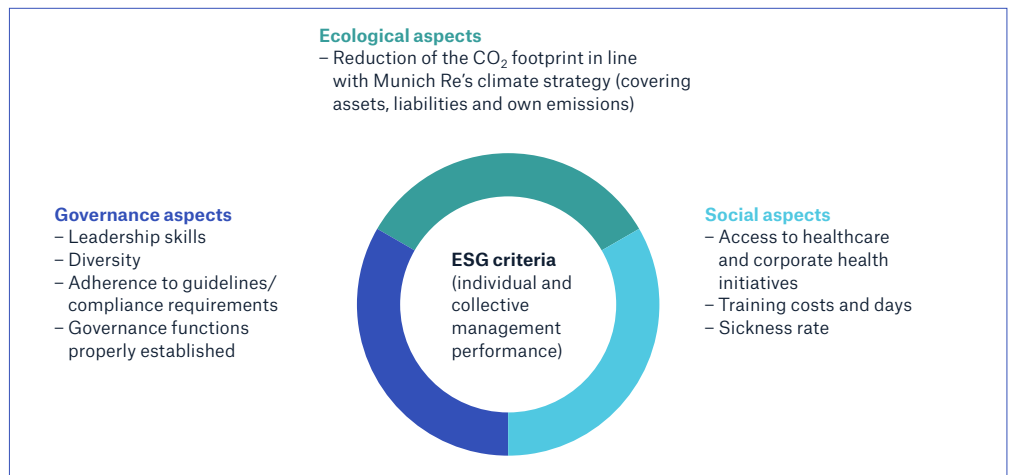 Ecological aspects
– Reduction of the CO₂ footprint in line
with Munich Re’s climate strategy (covering
assets, liabilities and own emissions)
Governance aspects
– Leadership skills
– Diversity
– Adherence to guidelines/
compliance requirements
– Governance functions
properly established
ESG criteria
(individual and
collective
management
performance)
Social aspects
– Access to healthcare
and corporate health
initiatives
– Training costs and days
– Sickness rate